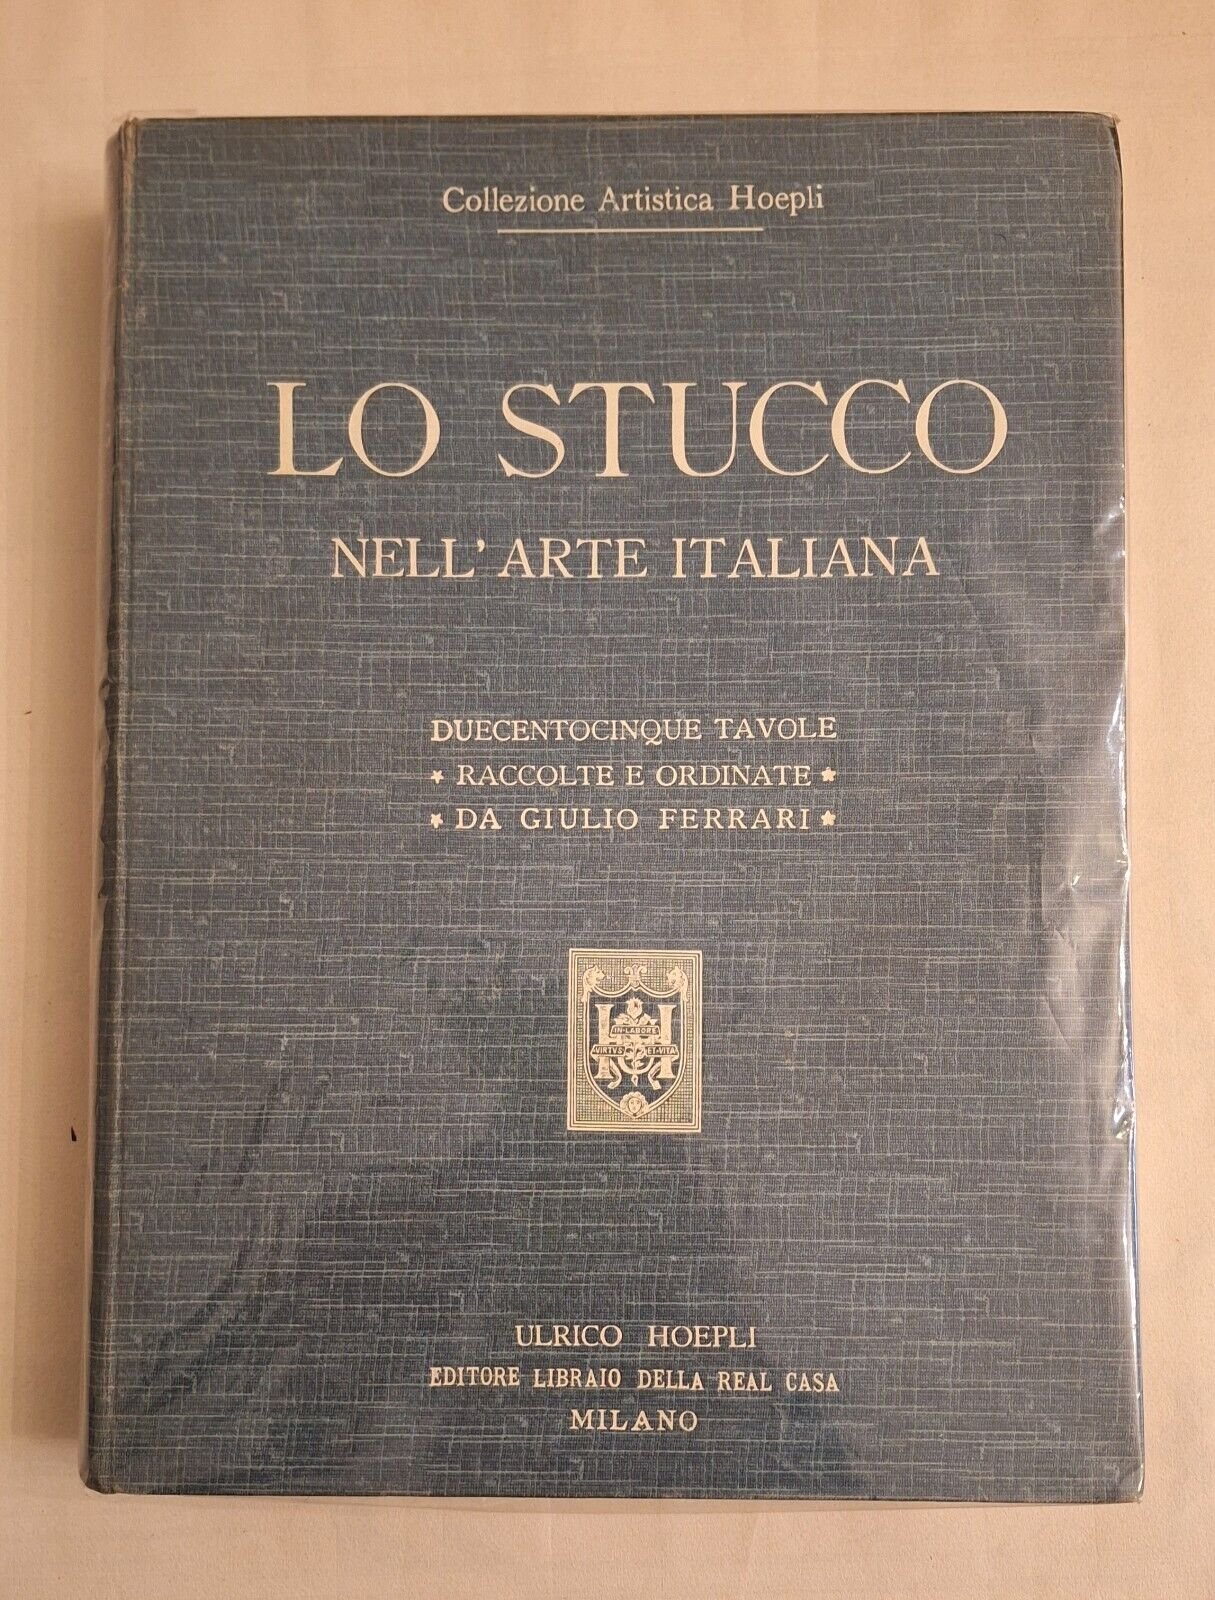 Collezione Artistica Hoepli
LO STUCCO
NELL' ARTE ITALIANA
DUECENTOCINQUE TAVOLE
* RACCOLTE E ORDINATE *
* DA GIULIO FERRARI *
IN·LABORE
VIRTVS ET·VITA
H
ULRICO HOEPLI
EDITORE LIBRAIO DELLA REAL CASA
MILANO